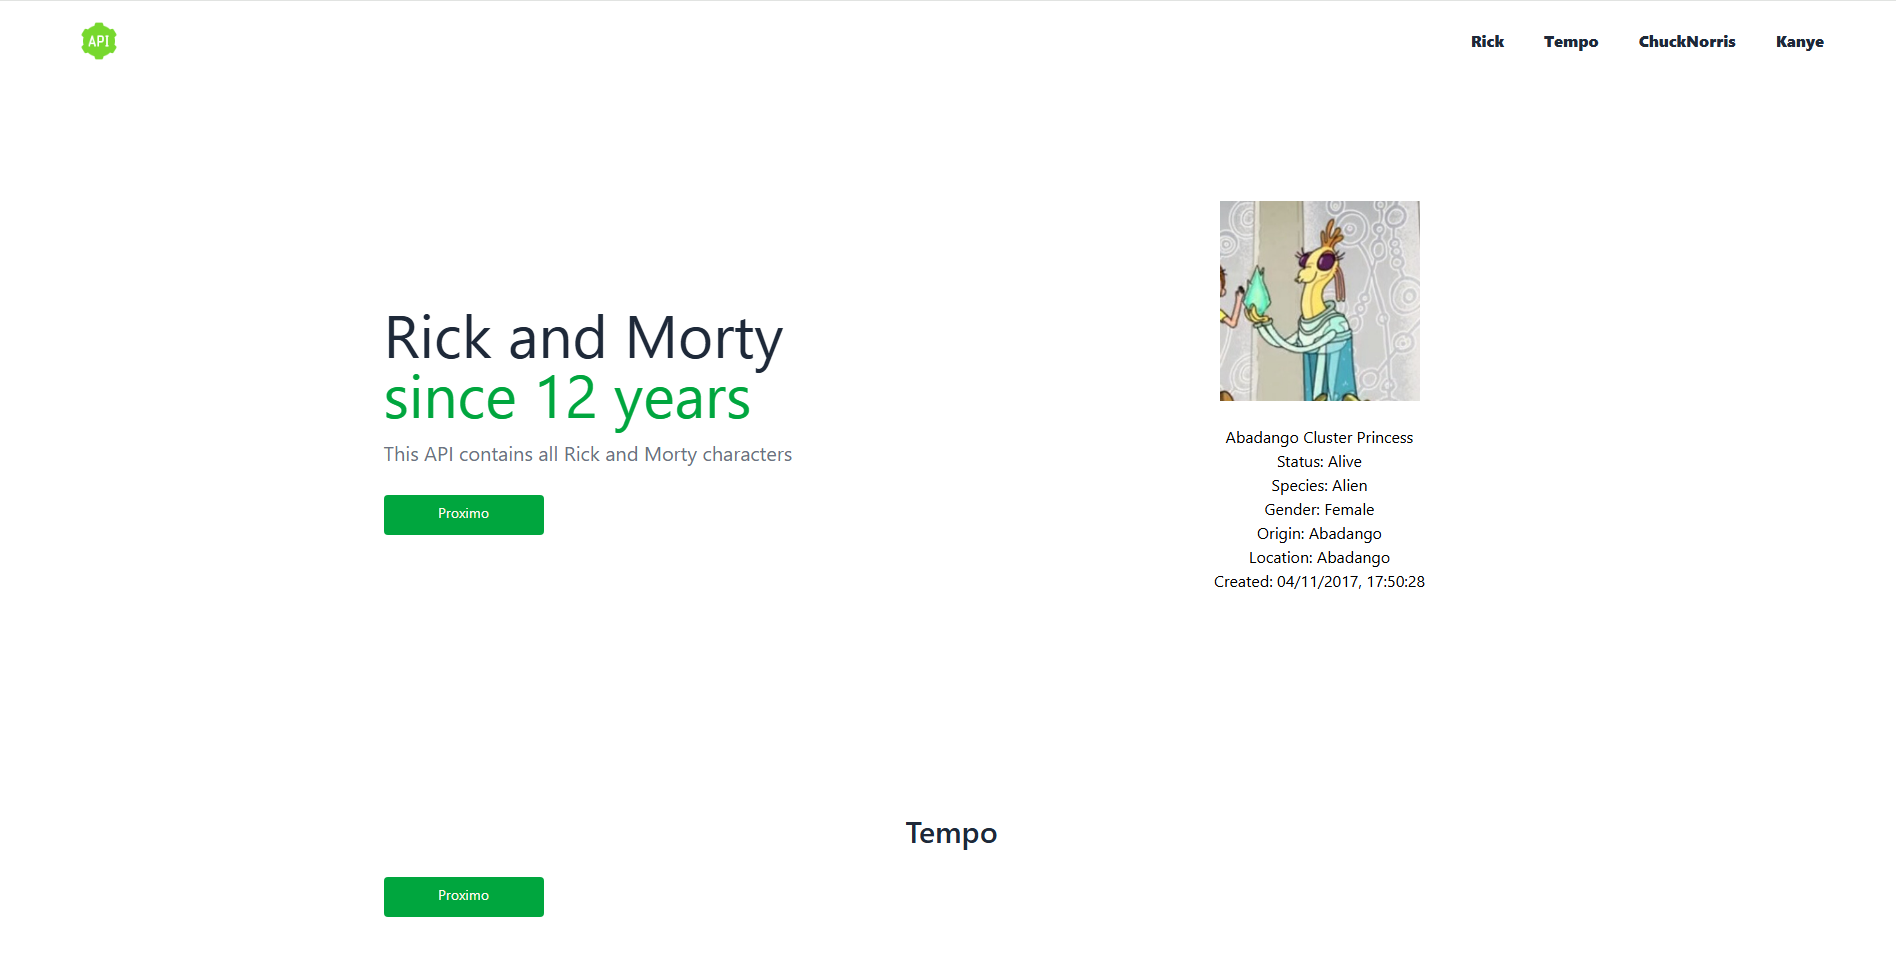 API
Rick
Tempo
ChuckNorris
Kanye
Rick and Morty
since 12 years
This API contains all Rick and Morty characters
Proximo
Abadango Cluster Princess
Status: Alive
Species: Alien
Gender: Female
Origin: Abadango
Location: Abadango
Created: 04/11/2017, 17:50:28
Tempo
Proximo